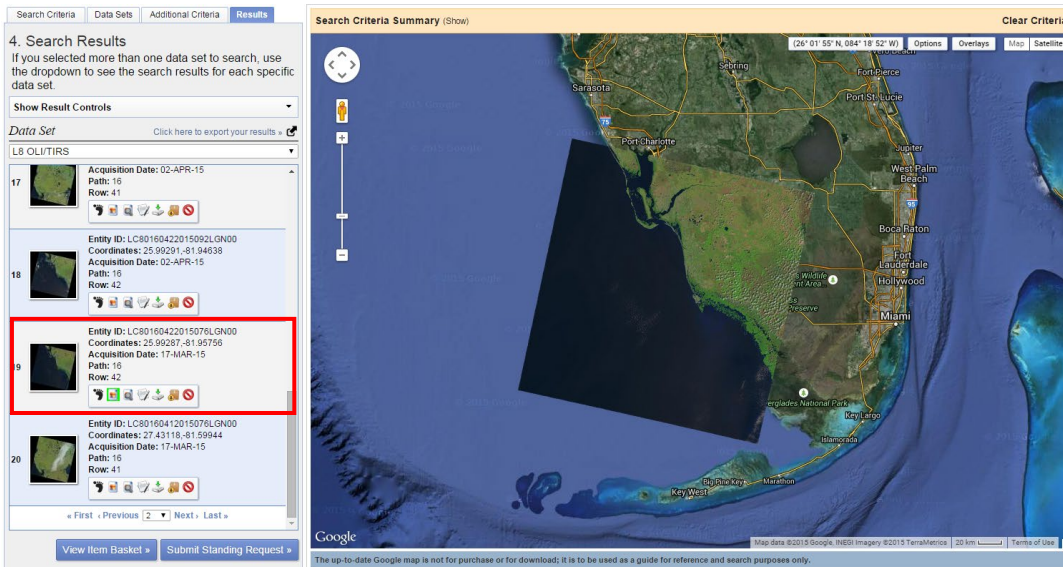 Search Criteria
Data Sets
Additional Criteria
Results
4. Search Results
If you selected more than one data set to search, use
the dropdown to see the search results for each specific
data set.
Show Result Controls
Data Set
Click here to export your results »
L8 OLI/TIRS
17
Acquisition Date: 02-APR-15
Path: 16
Row: 41
18
Entity ID: LC80160422015092LGN00
Coordinates: 25.99291,-81.94638
Acquisition Date: 02-APR-15
Path: 16
Row: 42
19
Entity ID: LC80160422015076LGN00
Coordinates: 25.99287,-81.95756
Acquisition Date: 17-MAR-15
Path: 16
Row: 42
20
Entity ID: LC80160412015076LGN00
Coordinates: 27.43118,-81.59944
Acquisition Date: 17-MAR-15
Path: 16
Row: 41
« First ‹ Previous 2 Next › Last »
View Item Basket »
Submit Standing Request »
Search Criteria Summary (Show)
Clear Criteria
(26° 01' 55" N, 084° 18' 52" W)
Options
Overlays
Map
Satellite
Sebring
Fort Pierce
Sarasota
Port St. Lucie
75
Port Charlotte
Jupiter
West Palm
Beach
95
Boca Raton
Fort
Lauderdale
Hollywood
Miami
Everglades National Park
Key Largo
Islamorada
Big Pine Key
Marathon
Key West
Google
Map data ©2015 Google, INEGI Imagery ©2015 TerraMetrics
20 km
Terms of Use
The up-to-date Google map is not for purchase or for download; it is to be used as a guide for reference and search purposes only.